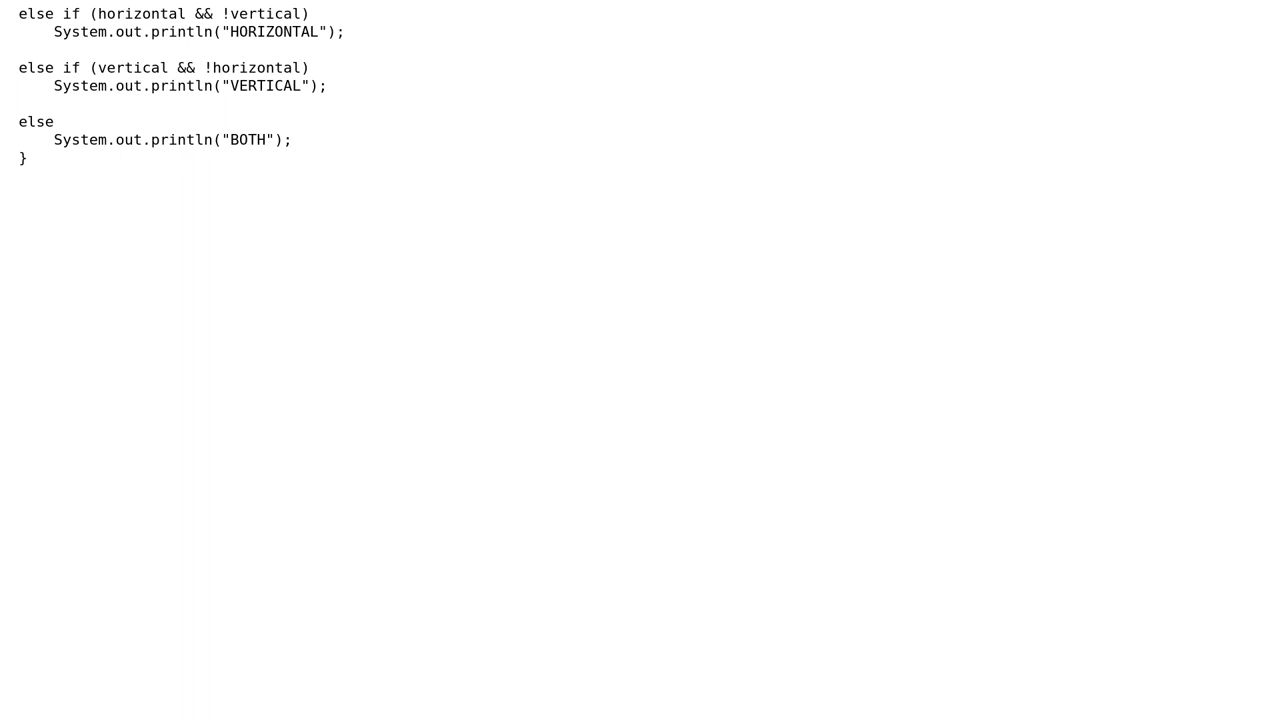 else if (horizontal && !vertical)
    System.out.println("HORIZONTAL");
else if (vertical && !horizontal)
    System.out.println("VERTICAL");
else
    System.out.println("BOTH");
}